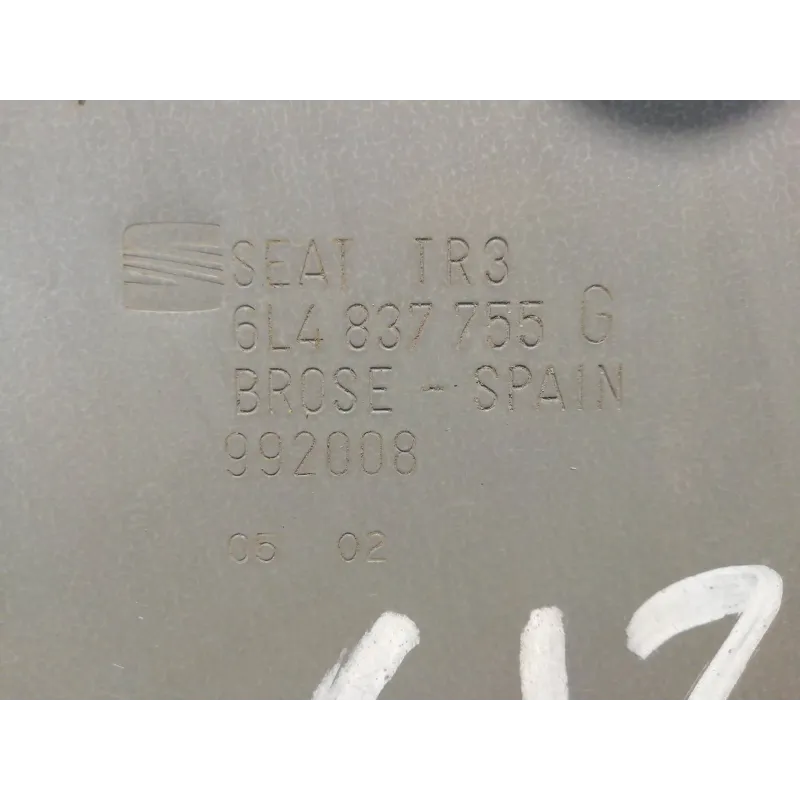 SEAT TR3
6L4 837 755 G
BROSE - SPAIN
992008
05 02